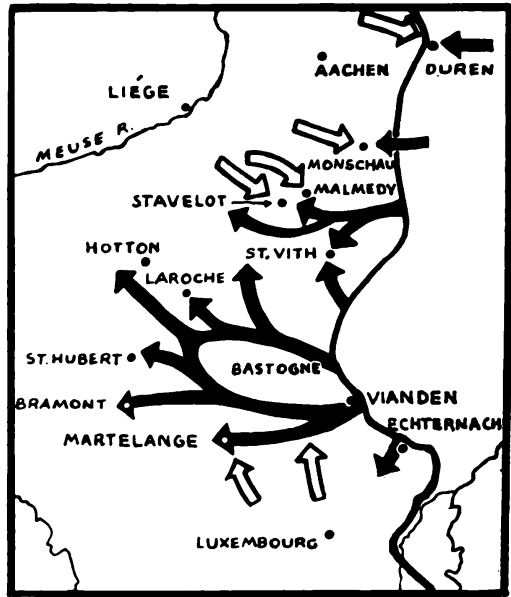 AACHEN
DUREN
LIÉGE
MEUSE R.
MONSCHAU
MALMEDY
STAVELOT
HOTTON
ST. VITH
LAROCHE
ST. HUBERT
BASTOGNE
BRAMONT
VIANDEN
ECHTERNACH
MARTELANGE
LUXEMBOURG